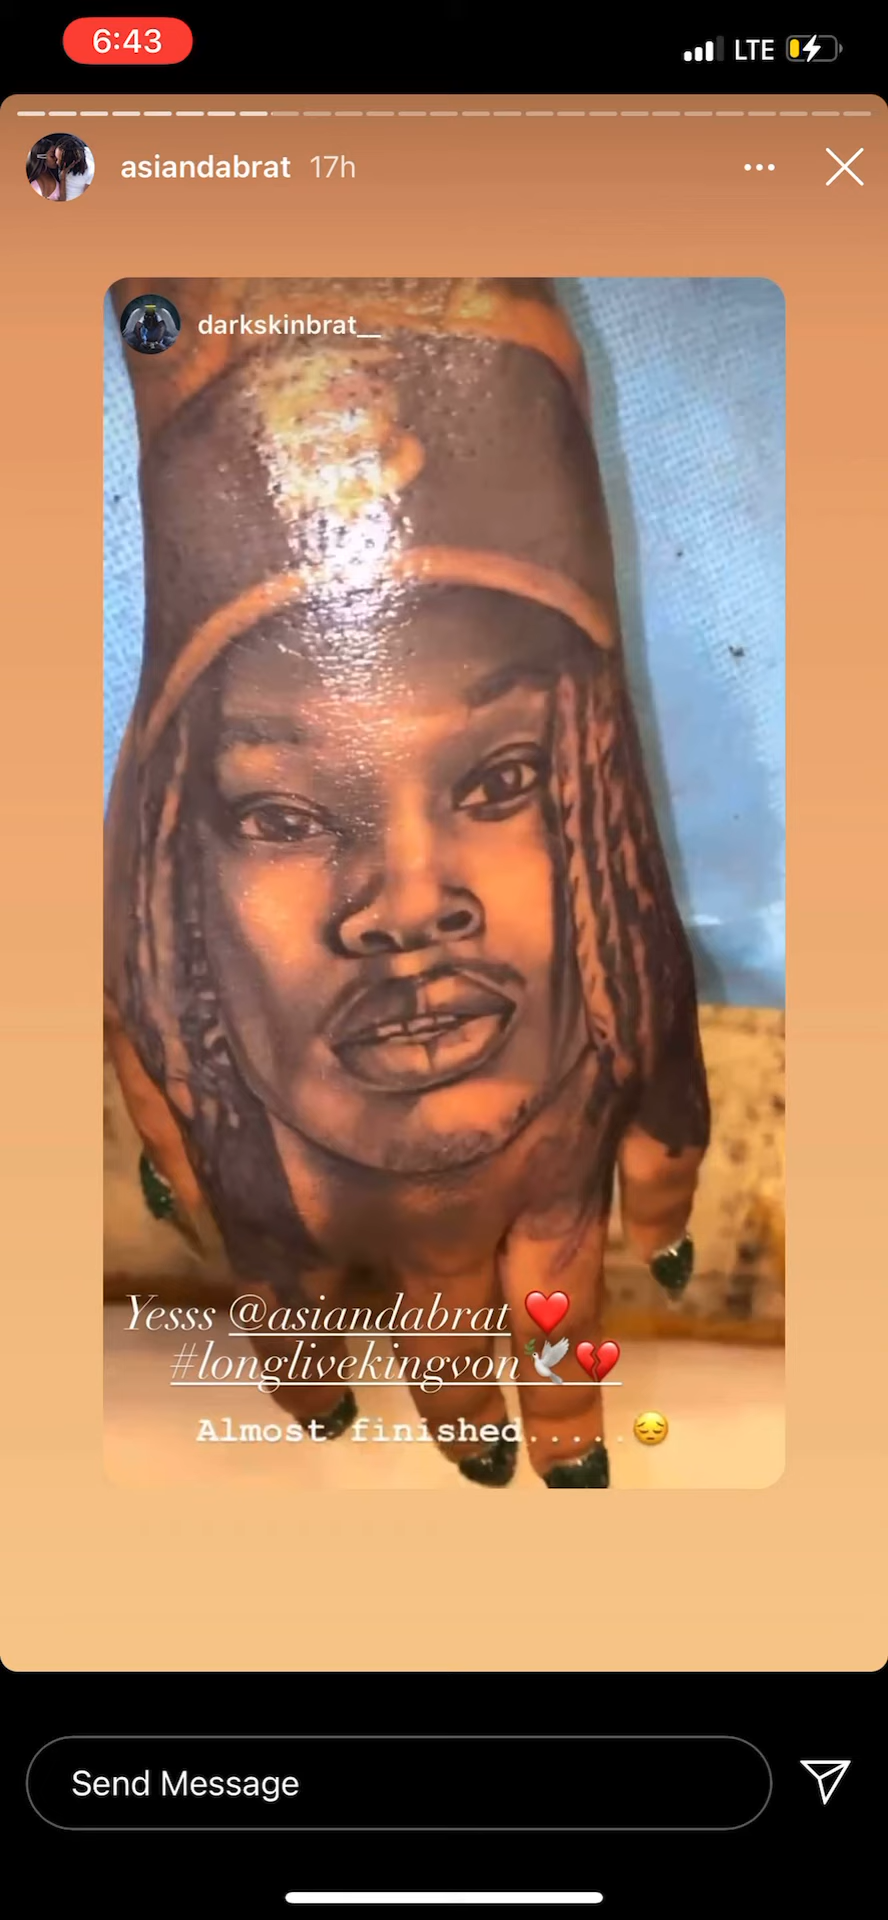 6:43
LTE
asiandabrat 17h
darkskinbrat__
Yesss @asiandabrat ❤️
#longlivekingvon🕊️💔
Almost finished.....😔
Send Message